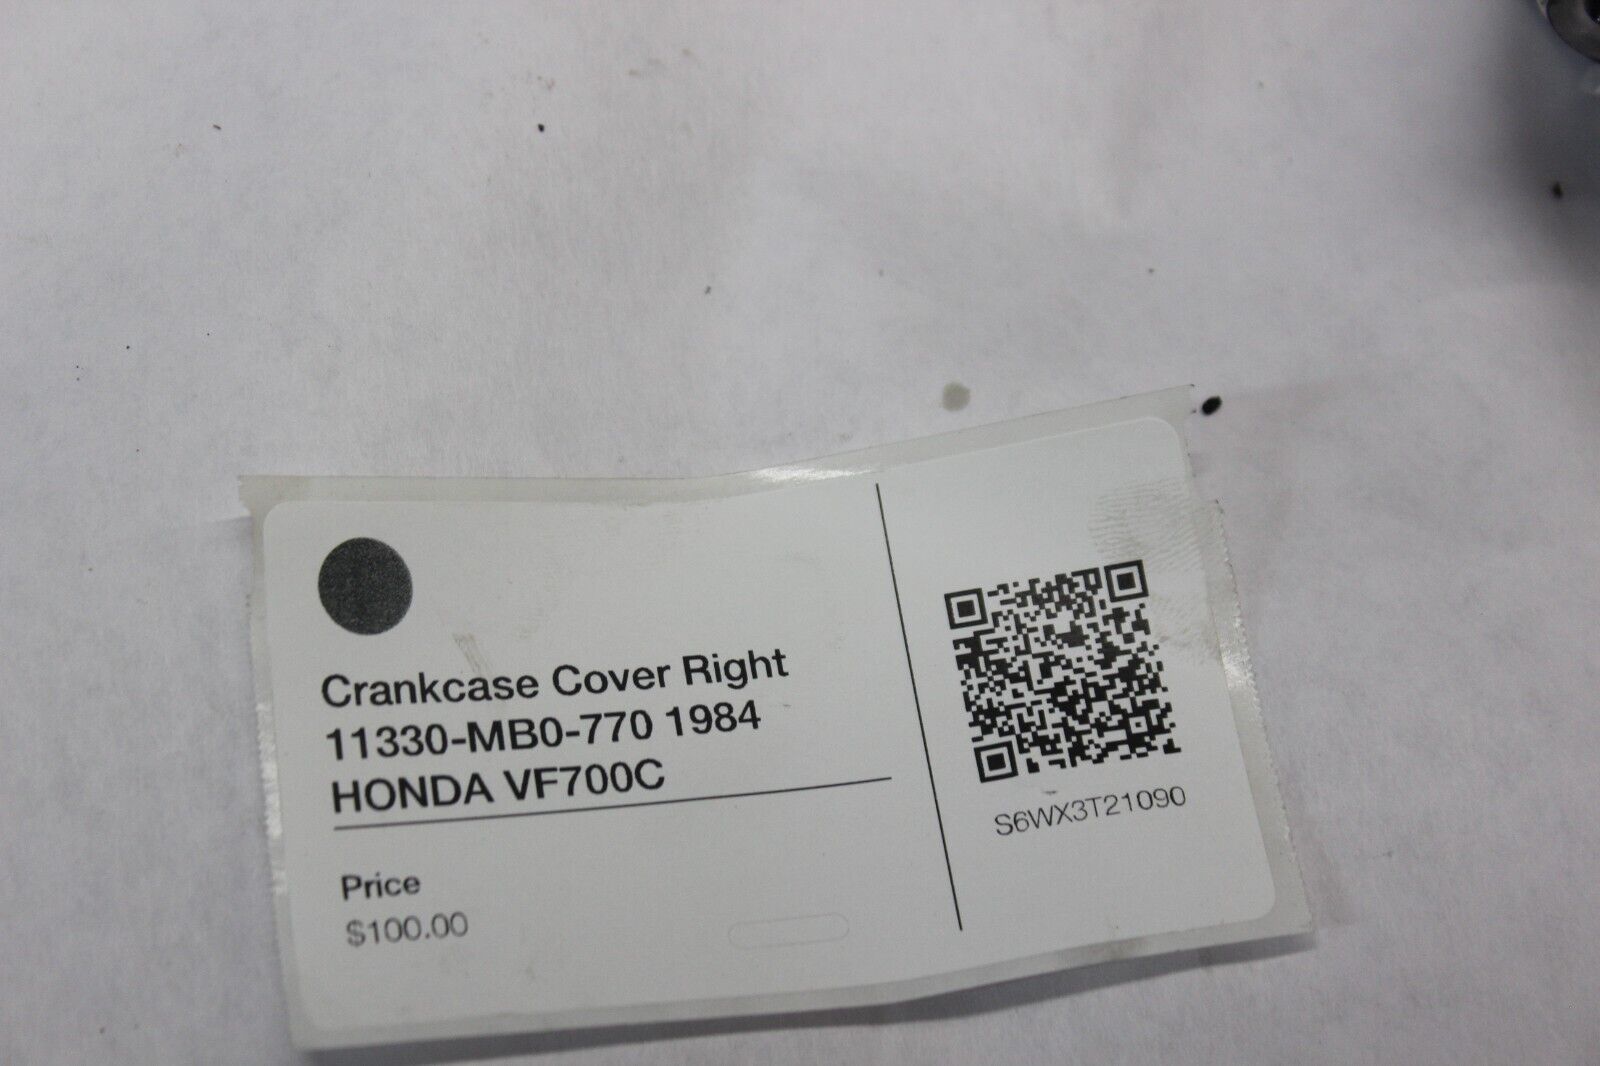 Crankcase Cover Right
11330-MB0-770 1984
HONDA VF700C
Price
$100.00
S6WX3T21090